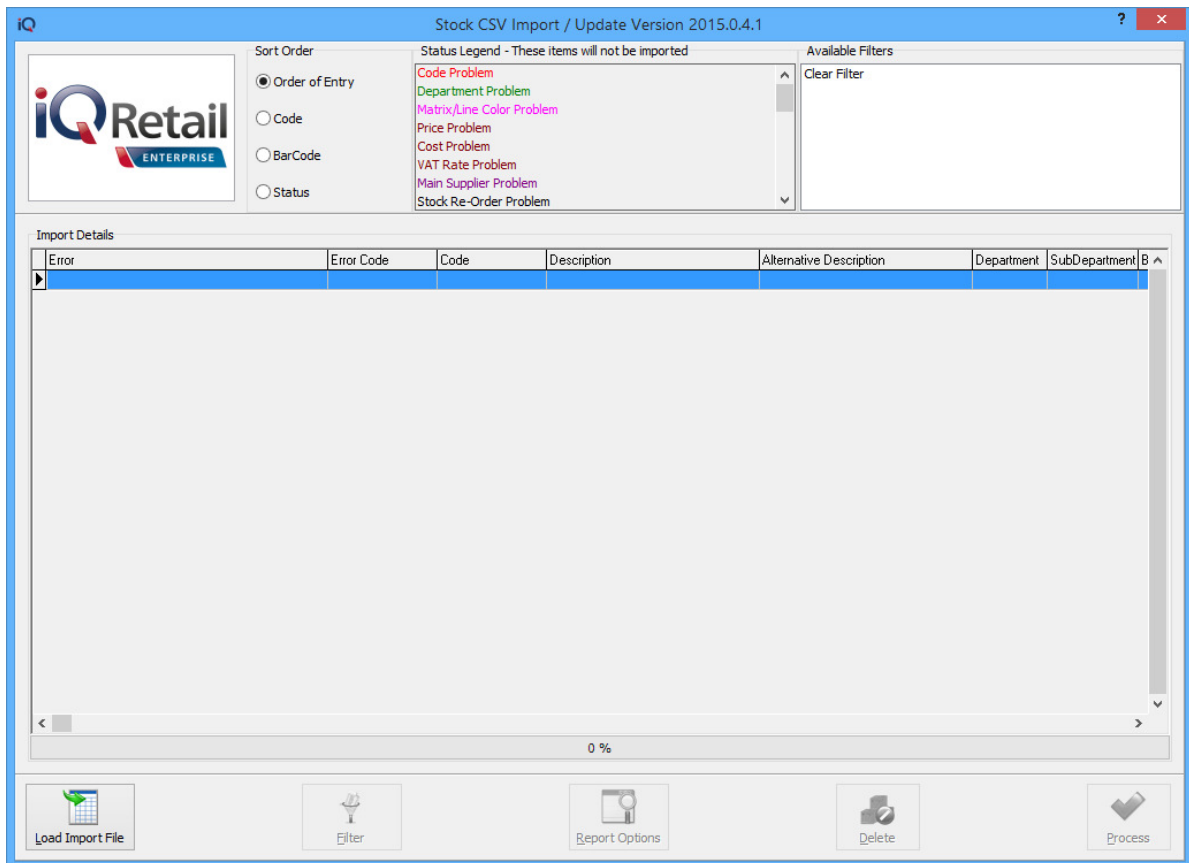 iQ
Stock CSV Import / Update Version 2015.0.4.1
?
iQRetail
ENTERPRISE
Sort Order
Order of Entry
Code
BarCode
Status
Status Legend - These items will not be imported
Code Problem
Department Problem
Matrix/Line Color Problem
Price Problem
Cost Problem
VAT Rate Problem
Main Supplier Problem
Stock Re-Order Problem
Available Filters
Clear Filter
Import Details
Error Error Code Code Description Alternative Description Department SubDepartment B
0 %
Load Import File Filter Report Options Delete Process